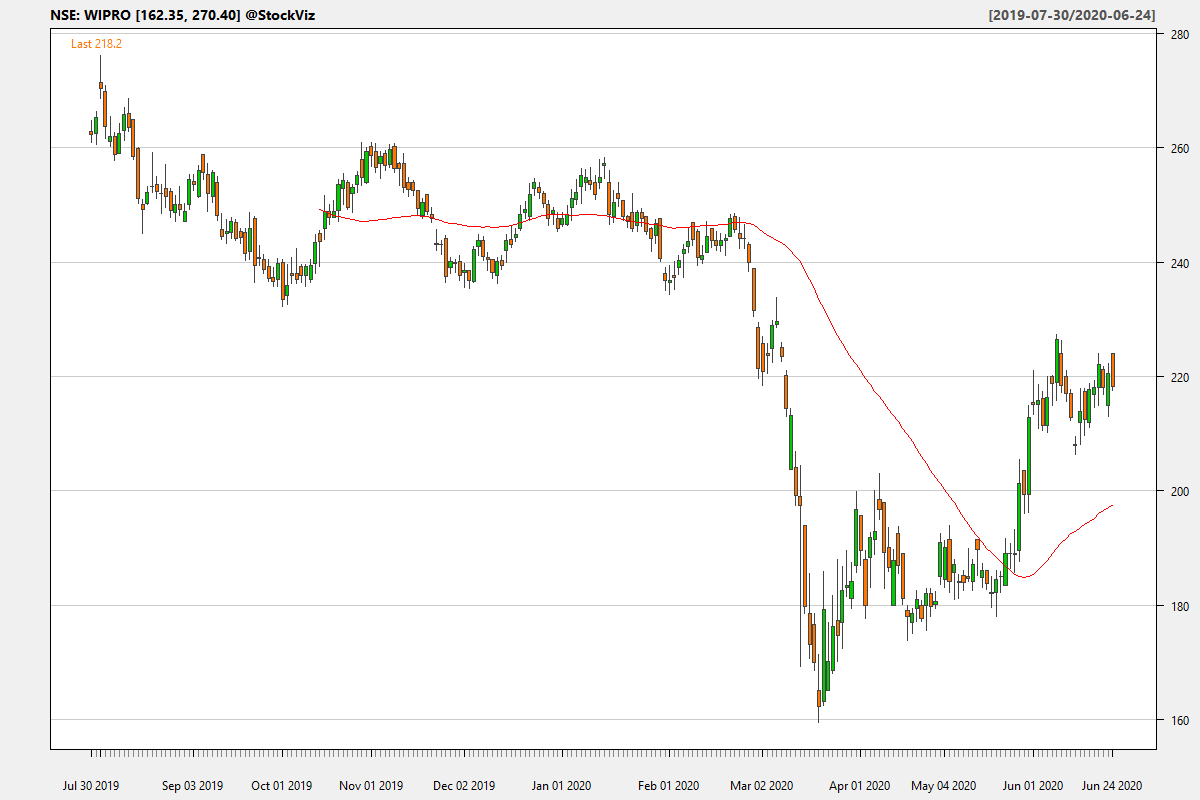 NSE: WIPRO [162.35, 270.40] @StockViz [2019-07-30/2020-06-24]
Last 218.2
280
260
240
220
200
180
160
Jul 30 2019 Sep 03 2019 Oct 01 2019 Nov 01 2019 Dec 02 2019 Jan 01 2020 Feb 01 2020 Mar 02 2020 Apr 01 2020 May 04 2020 Jun 01 2020 Jun 24 2020